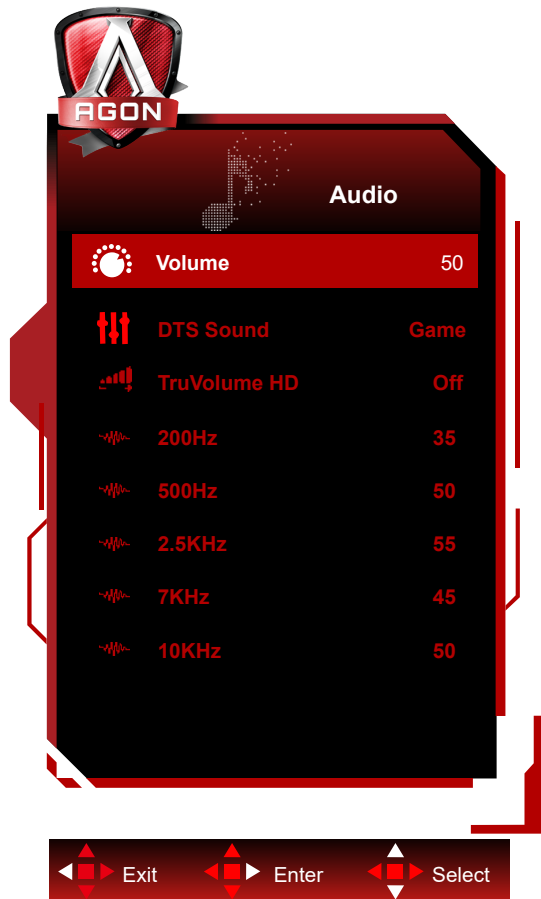 AGON
Audio
Volume 50
DTS Sound Game
TruVolume HD Off
200Hz 35
500Hz 50
2.5KHz 55
7KHz 45
10KHz 50
Exit Enter Select